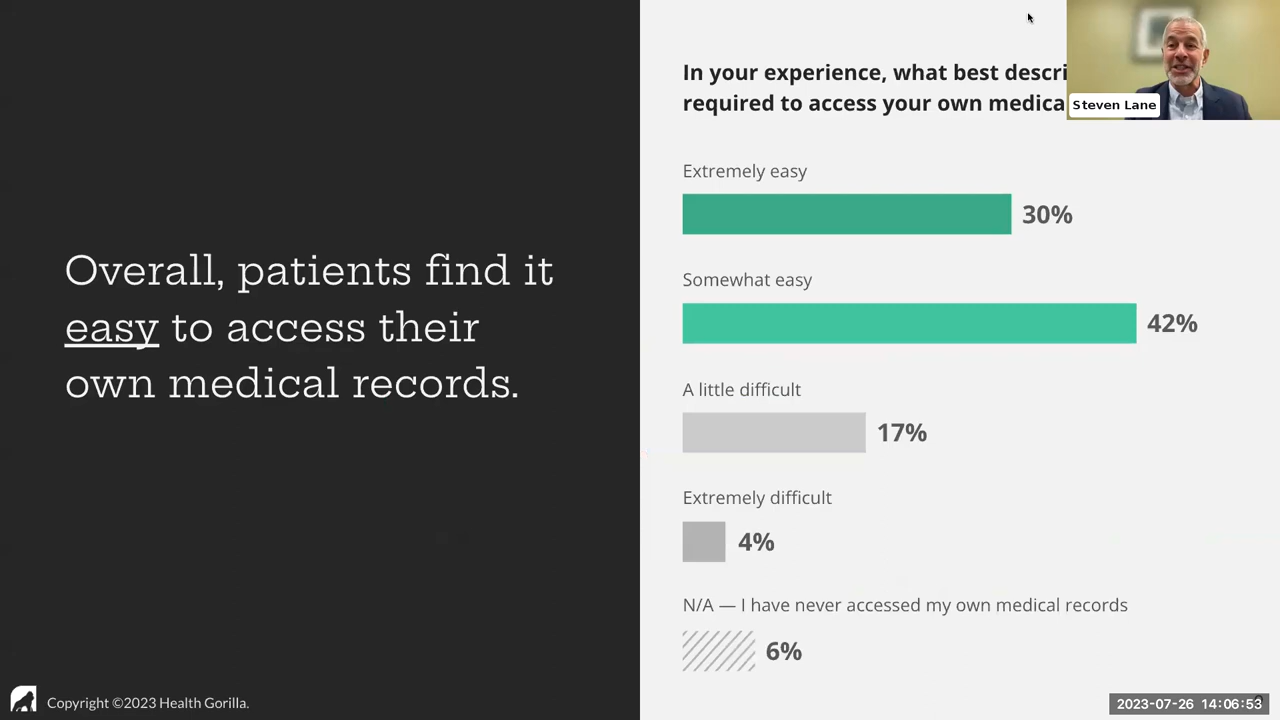 Overall, patients find it
easy to access their
own medical records.
In your experience, what best
required to access your own
Steven Lane
Extremely easy
30%
Somewhat easy
42%
A little difficult
17%
Extremely difficult
4%
N/A — I have never accessed my own medical records
6%
Copyright ©2023 Health Gorilla.
2023-07-26 14:06:53